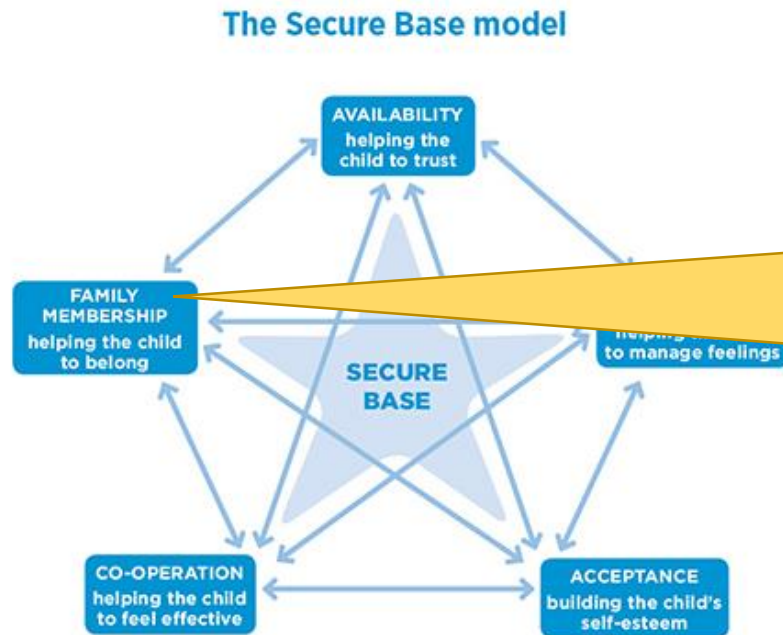 The Secure Base model
AVAILABILITY
helping the
child to trust
FAMILY
MEMBERSHIP
helping the child
to belong
helping
to manage feelings
SECURE
BASE
CO-OPERATION
helping the child
to feel effective
ACCEPTANCE
building the child's
self-esteem